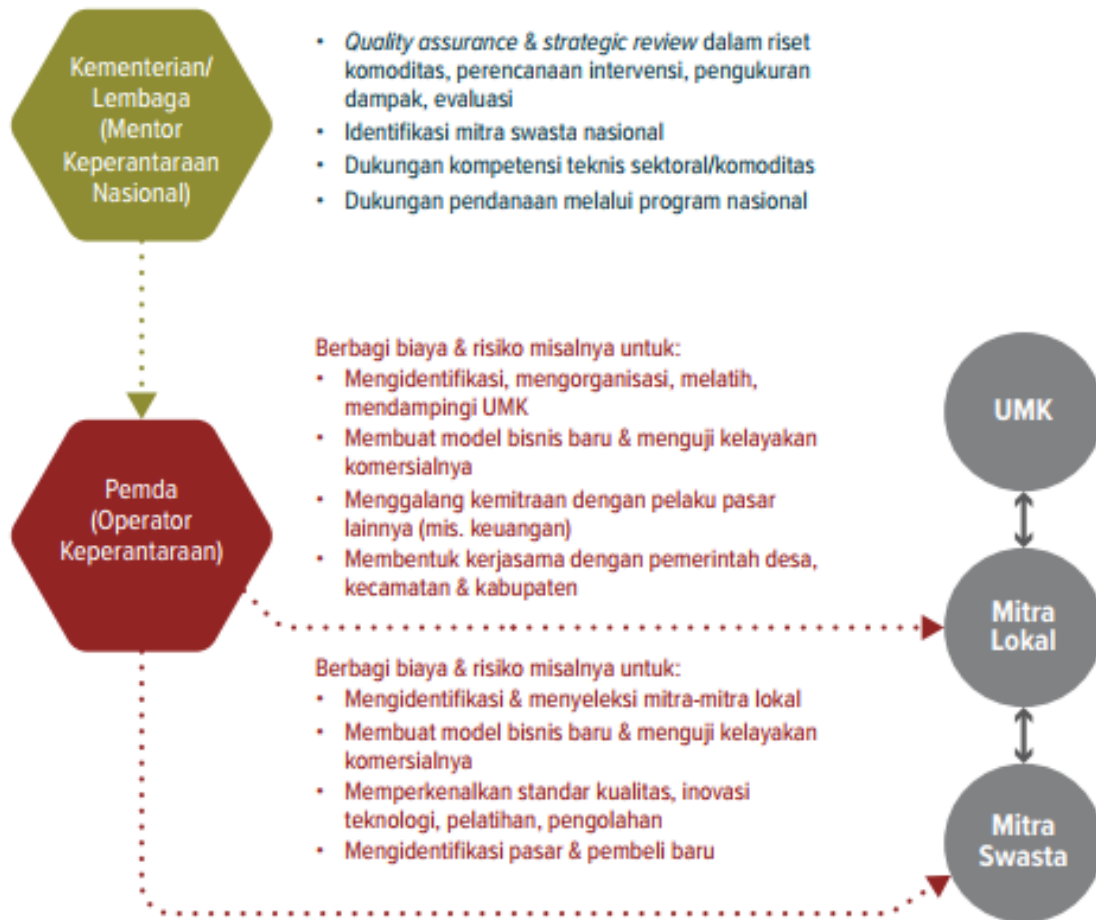 Kementerian/
Lembaga
(Mentor
Keperantaraan
Nasional)
• Quality assurance & strategic review dalam riset
komoditas, perencanaan intervensi, pengukuran
dampak, evaluasi
• Identifikasi mitra swasta nasional
• Dukungan kompetensi teknis sektoral/komoditas
• Dukungan pendanaan melalui program nasional
Pemda
(Operator
Keperantaraan)
Berbagi biaya & risiko misalnya untuk:
• Mengidentifikasi, mengorganisasi, melatih,
mendampingi UMK
• Membuat model bisnis baru & menguji kelayakan
komersialnya
• Menggalang kemitraan dengan pelaku pasar
lainnya (mis. keuangan)
• Membentuk kerjasama dengan pemerintah desa,
kecamatan & kabupaten
Berbagi biaya & risiko misalnya untuk:
• Mengidentifikasi & menyeleksi mitra-mitra lokal
• Membuat model bisnis baru & menguji kelayakan
komersialnya
• Memperkenalkan standar kualitas, inovasi
teknologi, pelatihan, pengolahan
• Mengidentifikasi pasar & pembeli baru
UMK
Mitra
Lokal
Mitra
Swasta